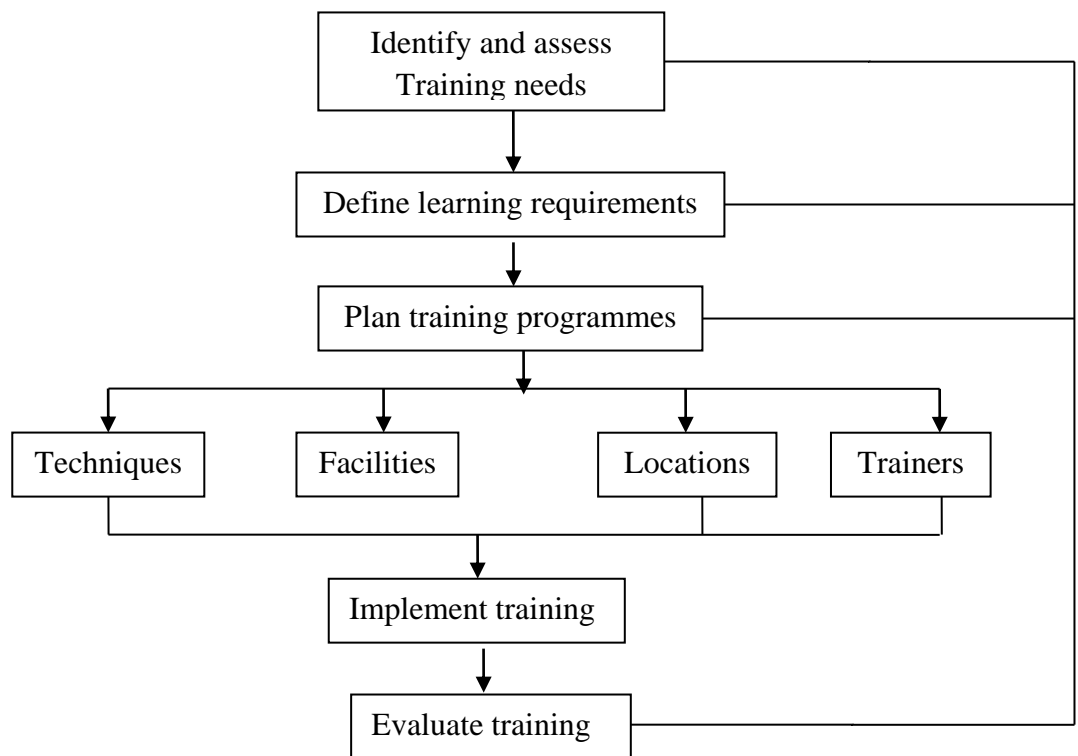 Identify and assess
Training needs
Define learning requirements
Plan training programmes
Techniques
Facilities
Locations
Trainers
Implement training
Evaluate training